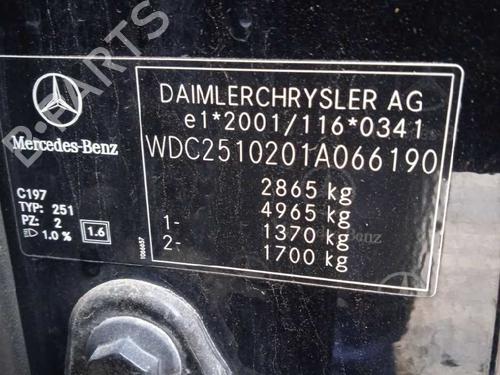 DAIMLERCHRYSLER AG
e1*2001/116*0341
WDC2510201A066190
2865 kg
4965 kg
1- 1370 kg
2- 1700 kg
Mercedes-Benz
C197
TYP: 251
PZ: 2
1.0 % 1.6